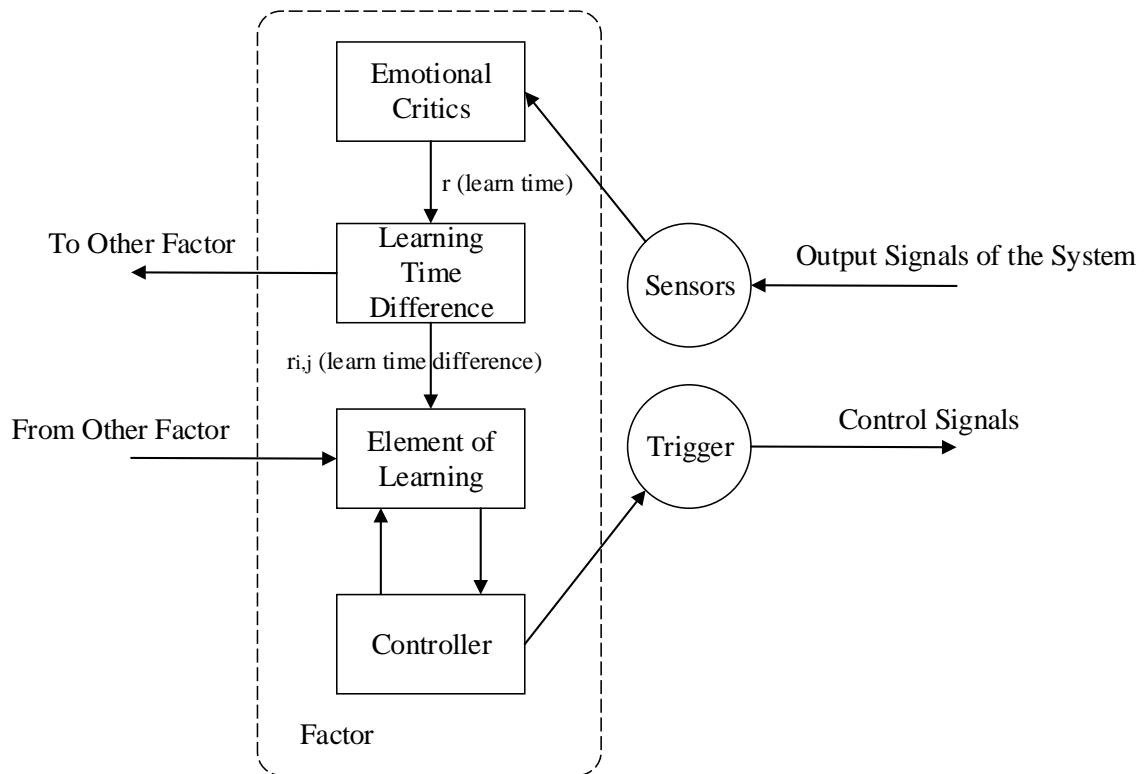 Emotional
Critics
r (learn time)
To Other Factor
Learning
Time
Difference
Output Signals of the System
Sensors
ri,j (learn time difference)
From Other Factor
Element of
Learning
Control Signals
Trigger
Controller
Factor